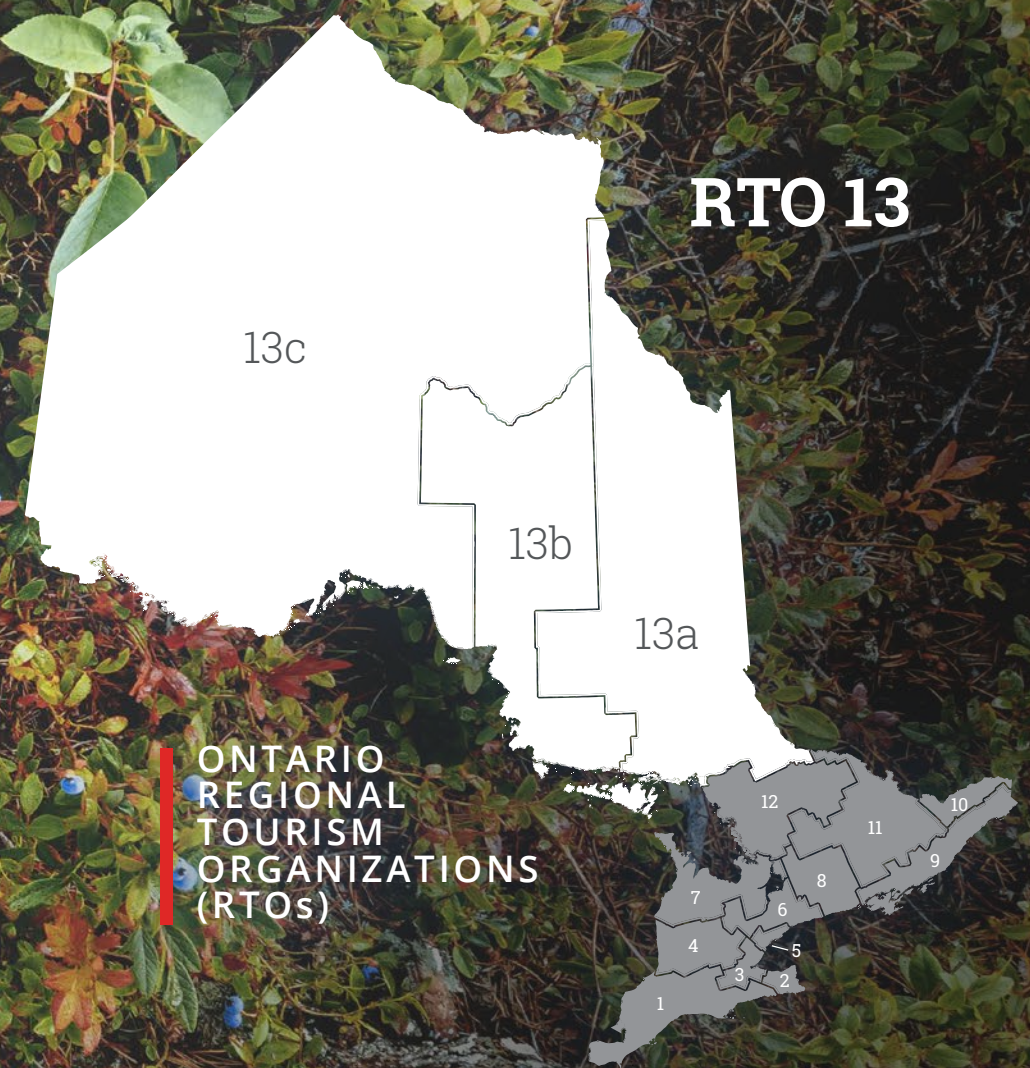 RTO 13
13c
13b
13a
ONTARIO
REGIONAL
TOURISM
ORGANIZATIONS
(RTOs)
12
10
11
9
8
7
6
4
5
3
2
1